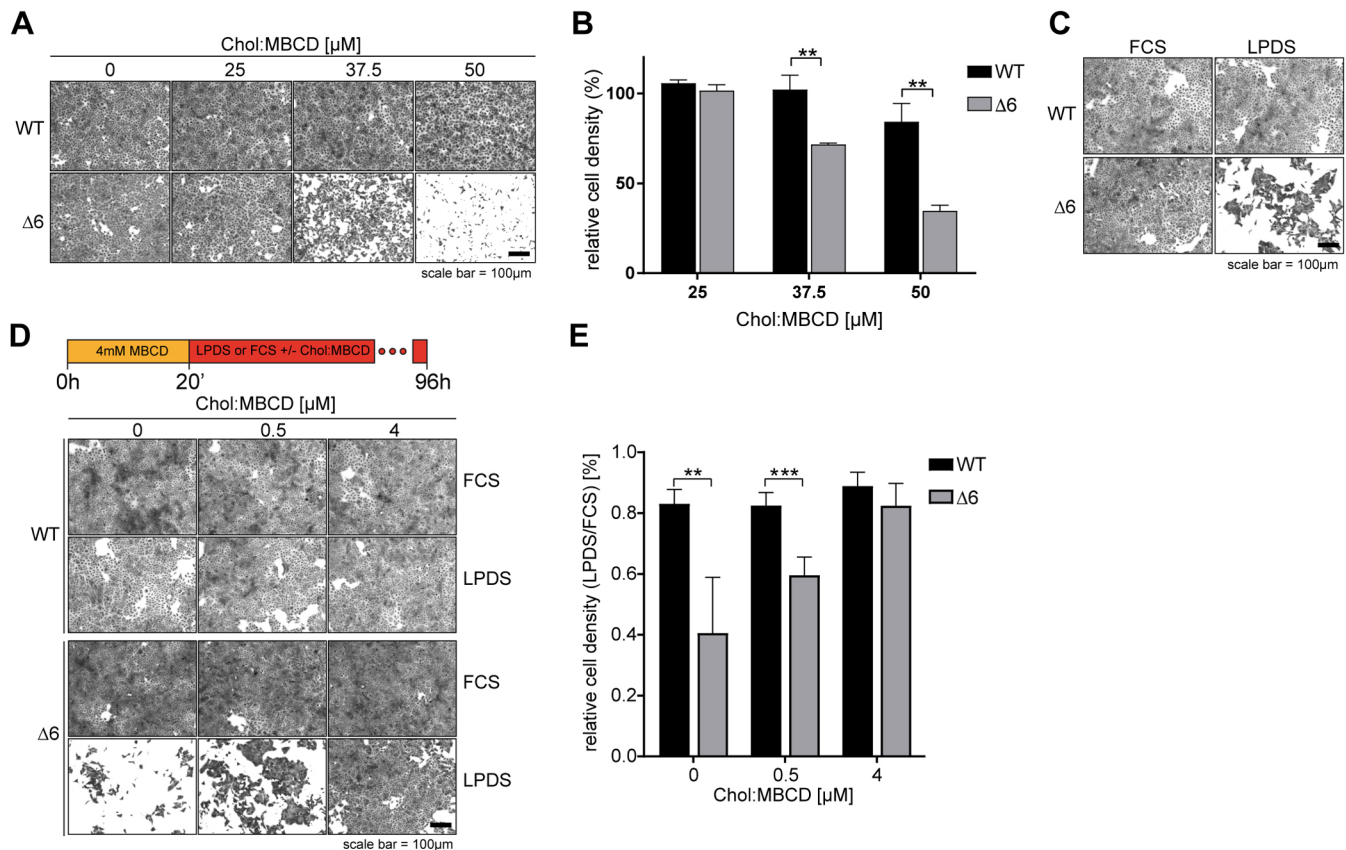 A
Chol:MBCD [µM]
0 25 37.5 50
WT
Δ6
scale bar = 100µm
B
relative cell density (%)
100
50
0
** **
WT
Δ6
25 37.5 50
Chol:MBCD [µM]
C
FCS LPDS
WT
Δ6
scale bar = 100µm
D
4mM MBCD LPDS or FCS +/- Chol:MBCD
0h 20' 96h
Chol:MBCD [µM]
0 0.5 4
FCS
WT
LPDS
FCS
Δ6
LPDS
scale bar = 100µm
E
relative cell density (LPDS/FCS) [%]
1.0
0.8
0.6
0.4
0.2
0.0
** ***
WT
Δ6
0 0.5 4
Chol:MBCD [µM]